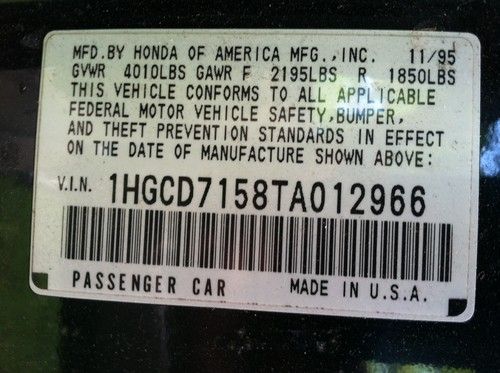 MFD.BY HONDA OF AMERICA MFG.,INC. 11/95
GVWR 4010LBS GAWR F 2195LBS R 1850LBS
THIS VEHICLE CONFORMS TO ALL APPLICABLE
FEDERAL MOTOR VEHICLE SAFETY,BUMPER,
AND THEFT PREVENTION STANDARDS IN EFFECT
ON THE DATE OF MANUFACTURE SHOWN ABOVE:
V.I.N. 1HGCD7158TA012966
PASSENGER CAR MADE IN U.S.A.